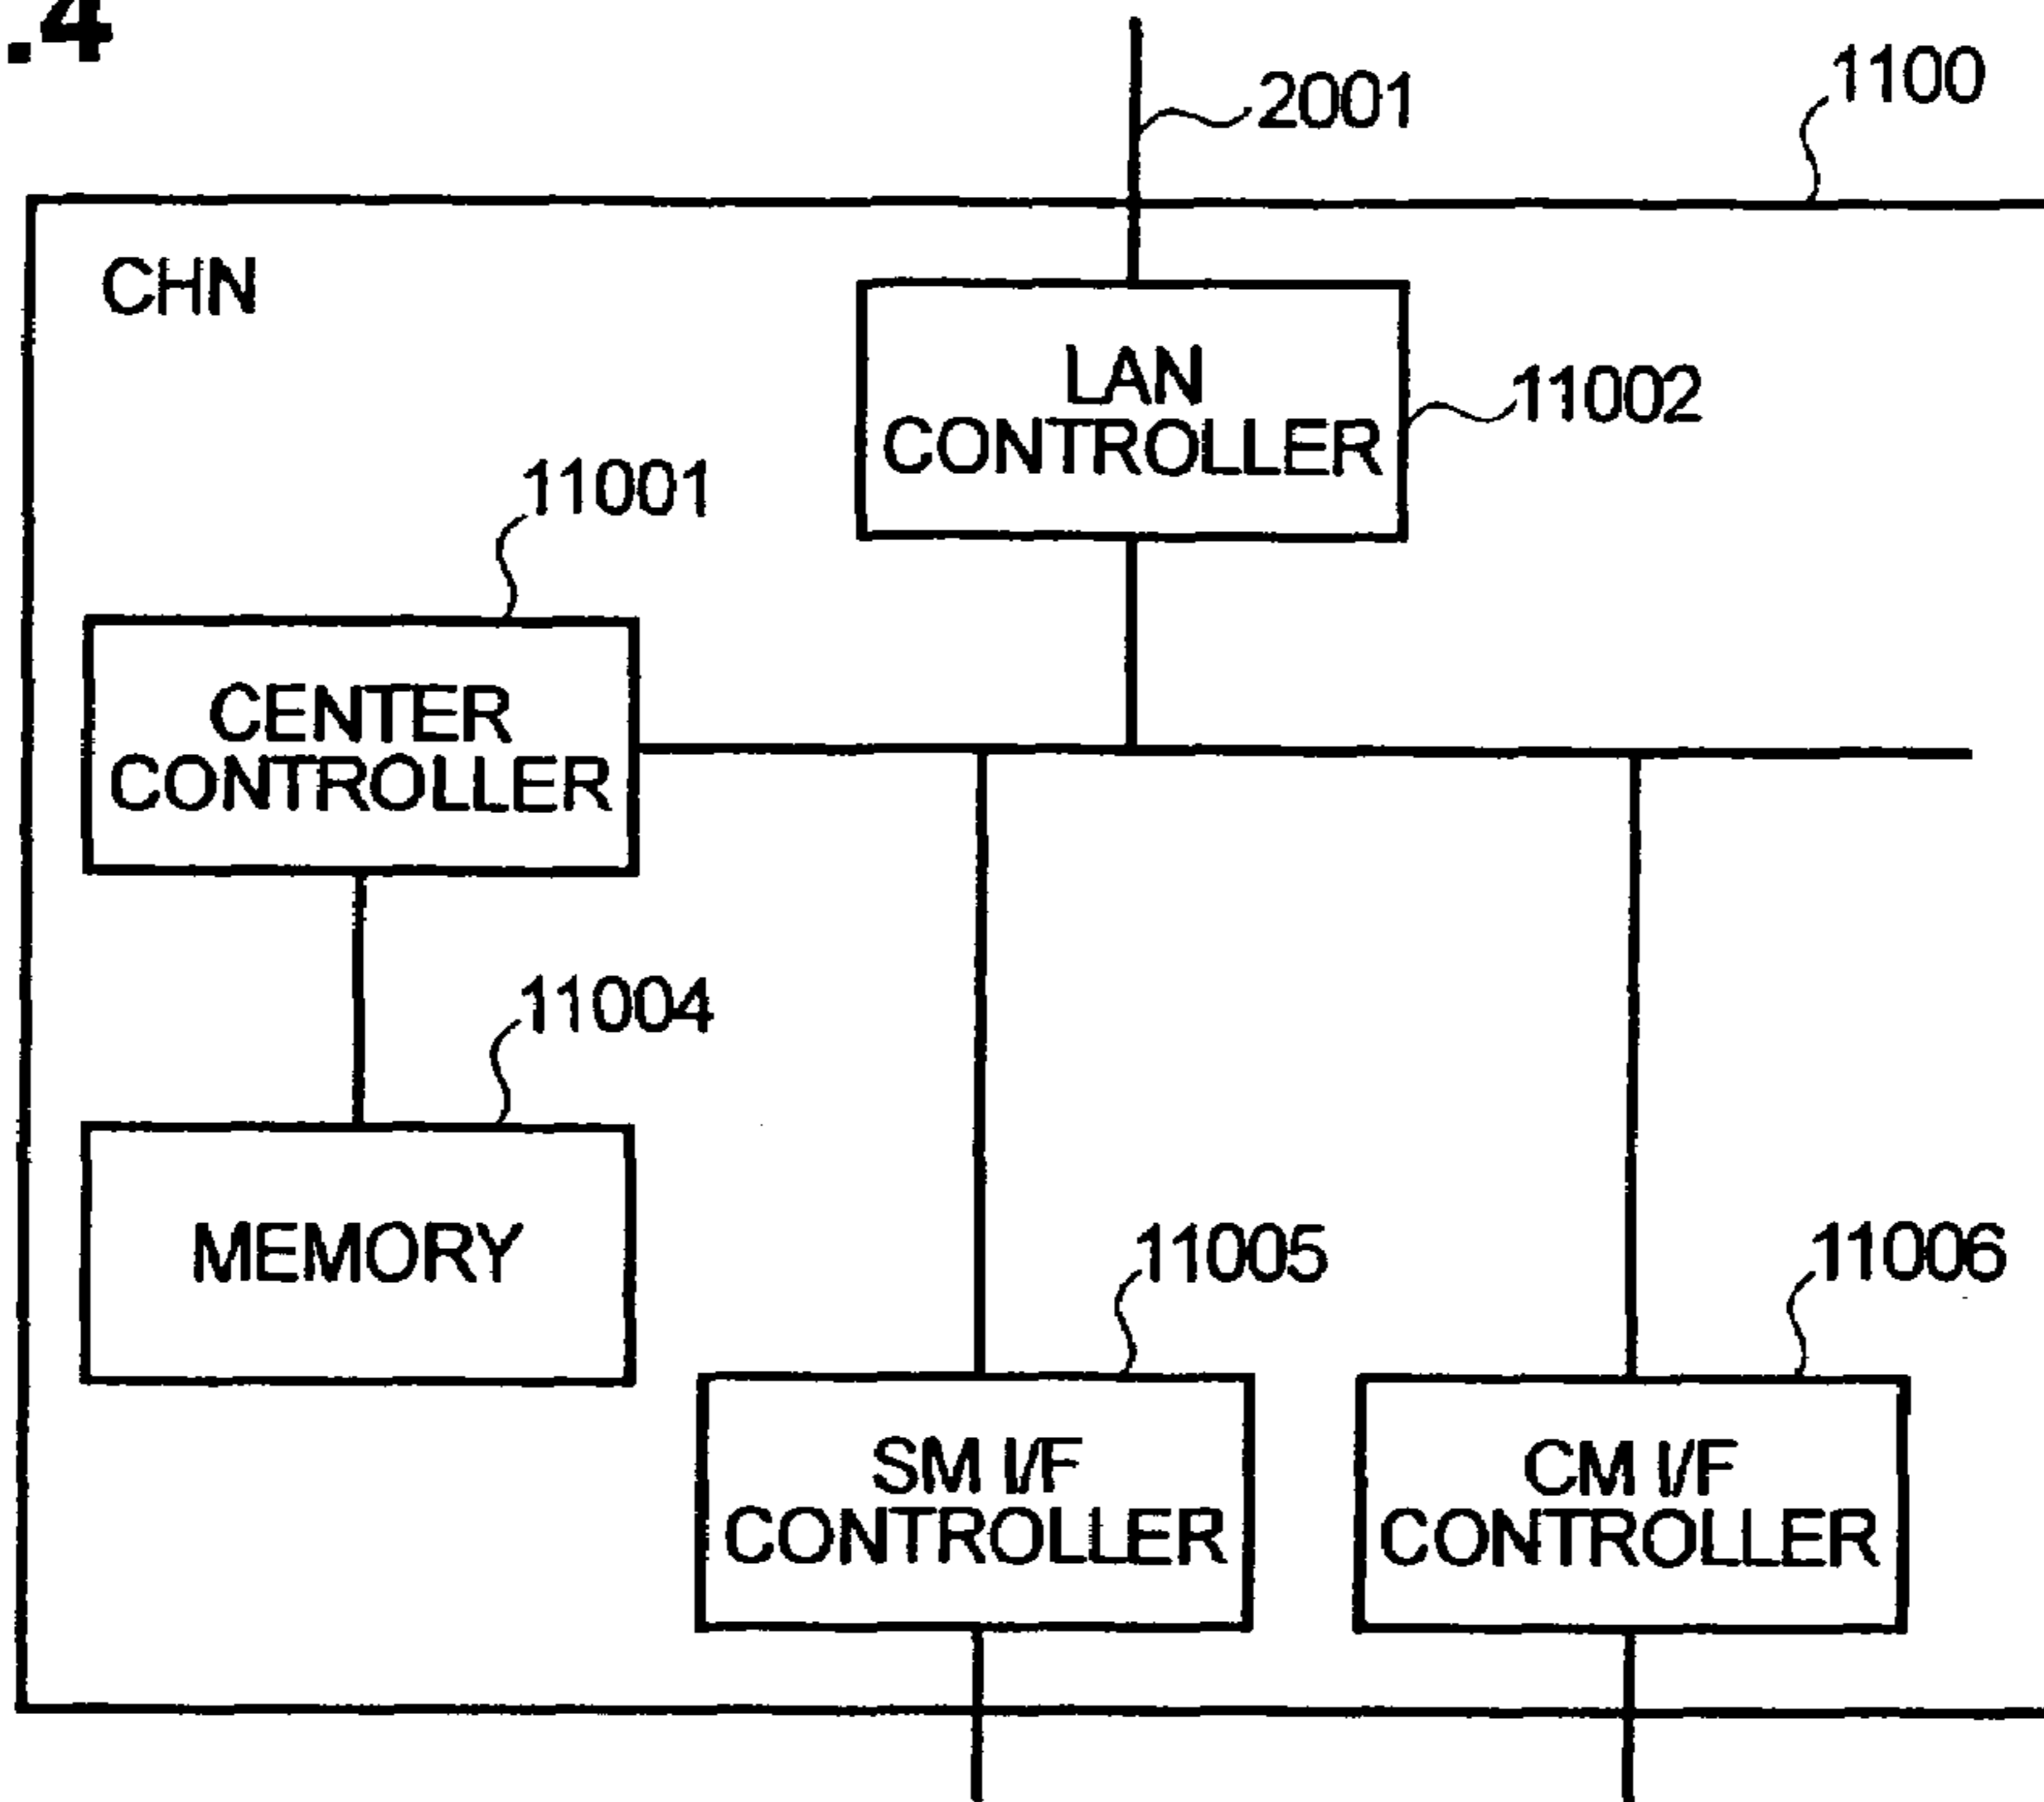 .4
2001
1100
CHN
LAN
CONTROLLER
11002
11001
CENTER
CONTROLLER
11004
MEMORY
11005
11006
SM I/F
CONTROLLER
CM I/F
CONTROLLER